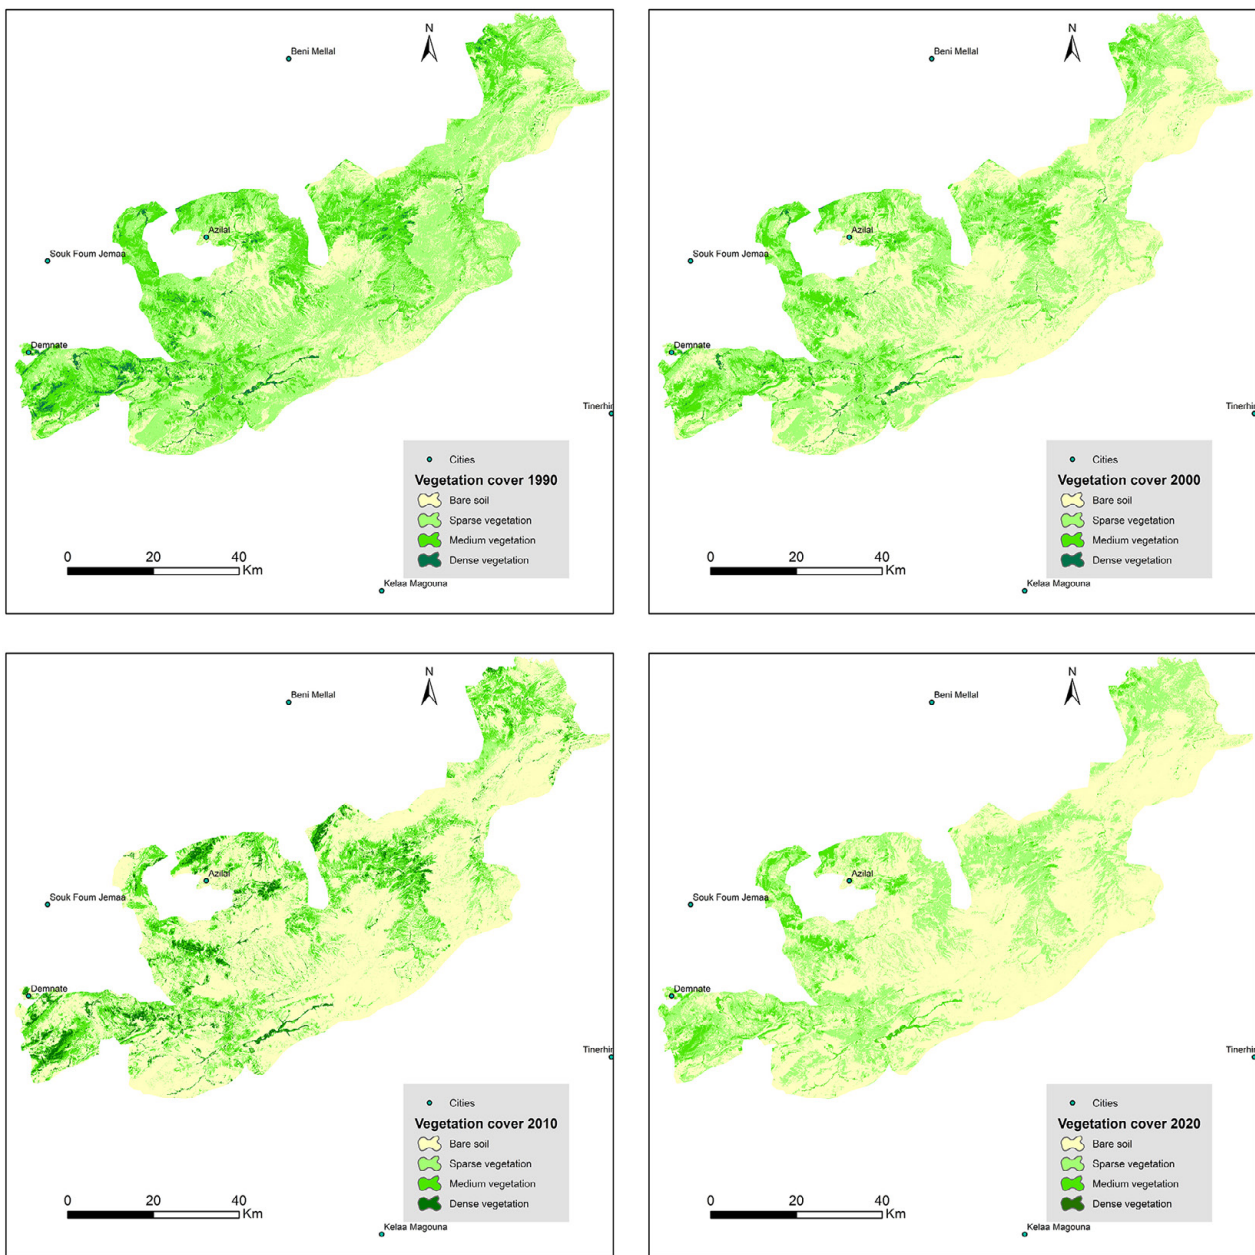 Beni Mellal
N
Azilal
Souk Foum Jemaa
Demnate
Tinerhir
Cities
Vegetation cover 1990
Bare soil
Sparse vegetation
Medium vegetation
Dense vegetation
0 20 40
Km
Kelaa Magouna
Beni Mellal
N
Azilal
Souk Foum Jemaa
Demnate
Tinerhir
Cities
Vegetation cover 2000
Bare soil
Sparse vegetation
Medium vegetation
Dense vegetation
0 20 40
Km
Kelaa Magouna
Beni Mellal
N
Azilal
Souk Foum Jemaa
Demnate
Tinerhir
Cities
Vegetation cover 2010
Bare soil
Sparse vegetation
Medium vegetation
Dense vegetation
0 20 40
Km
Kelaa Magouna
Beni Mellal
N
Azilal
Souk Foum Jemaa
Demnate
Tinerhir
Cities
Vegetation cover 2020
Bare soil
Sparse vegetation
Medium vegetation
Dense vegetation
0 20 40
Km
Kelaa Magouna